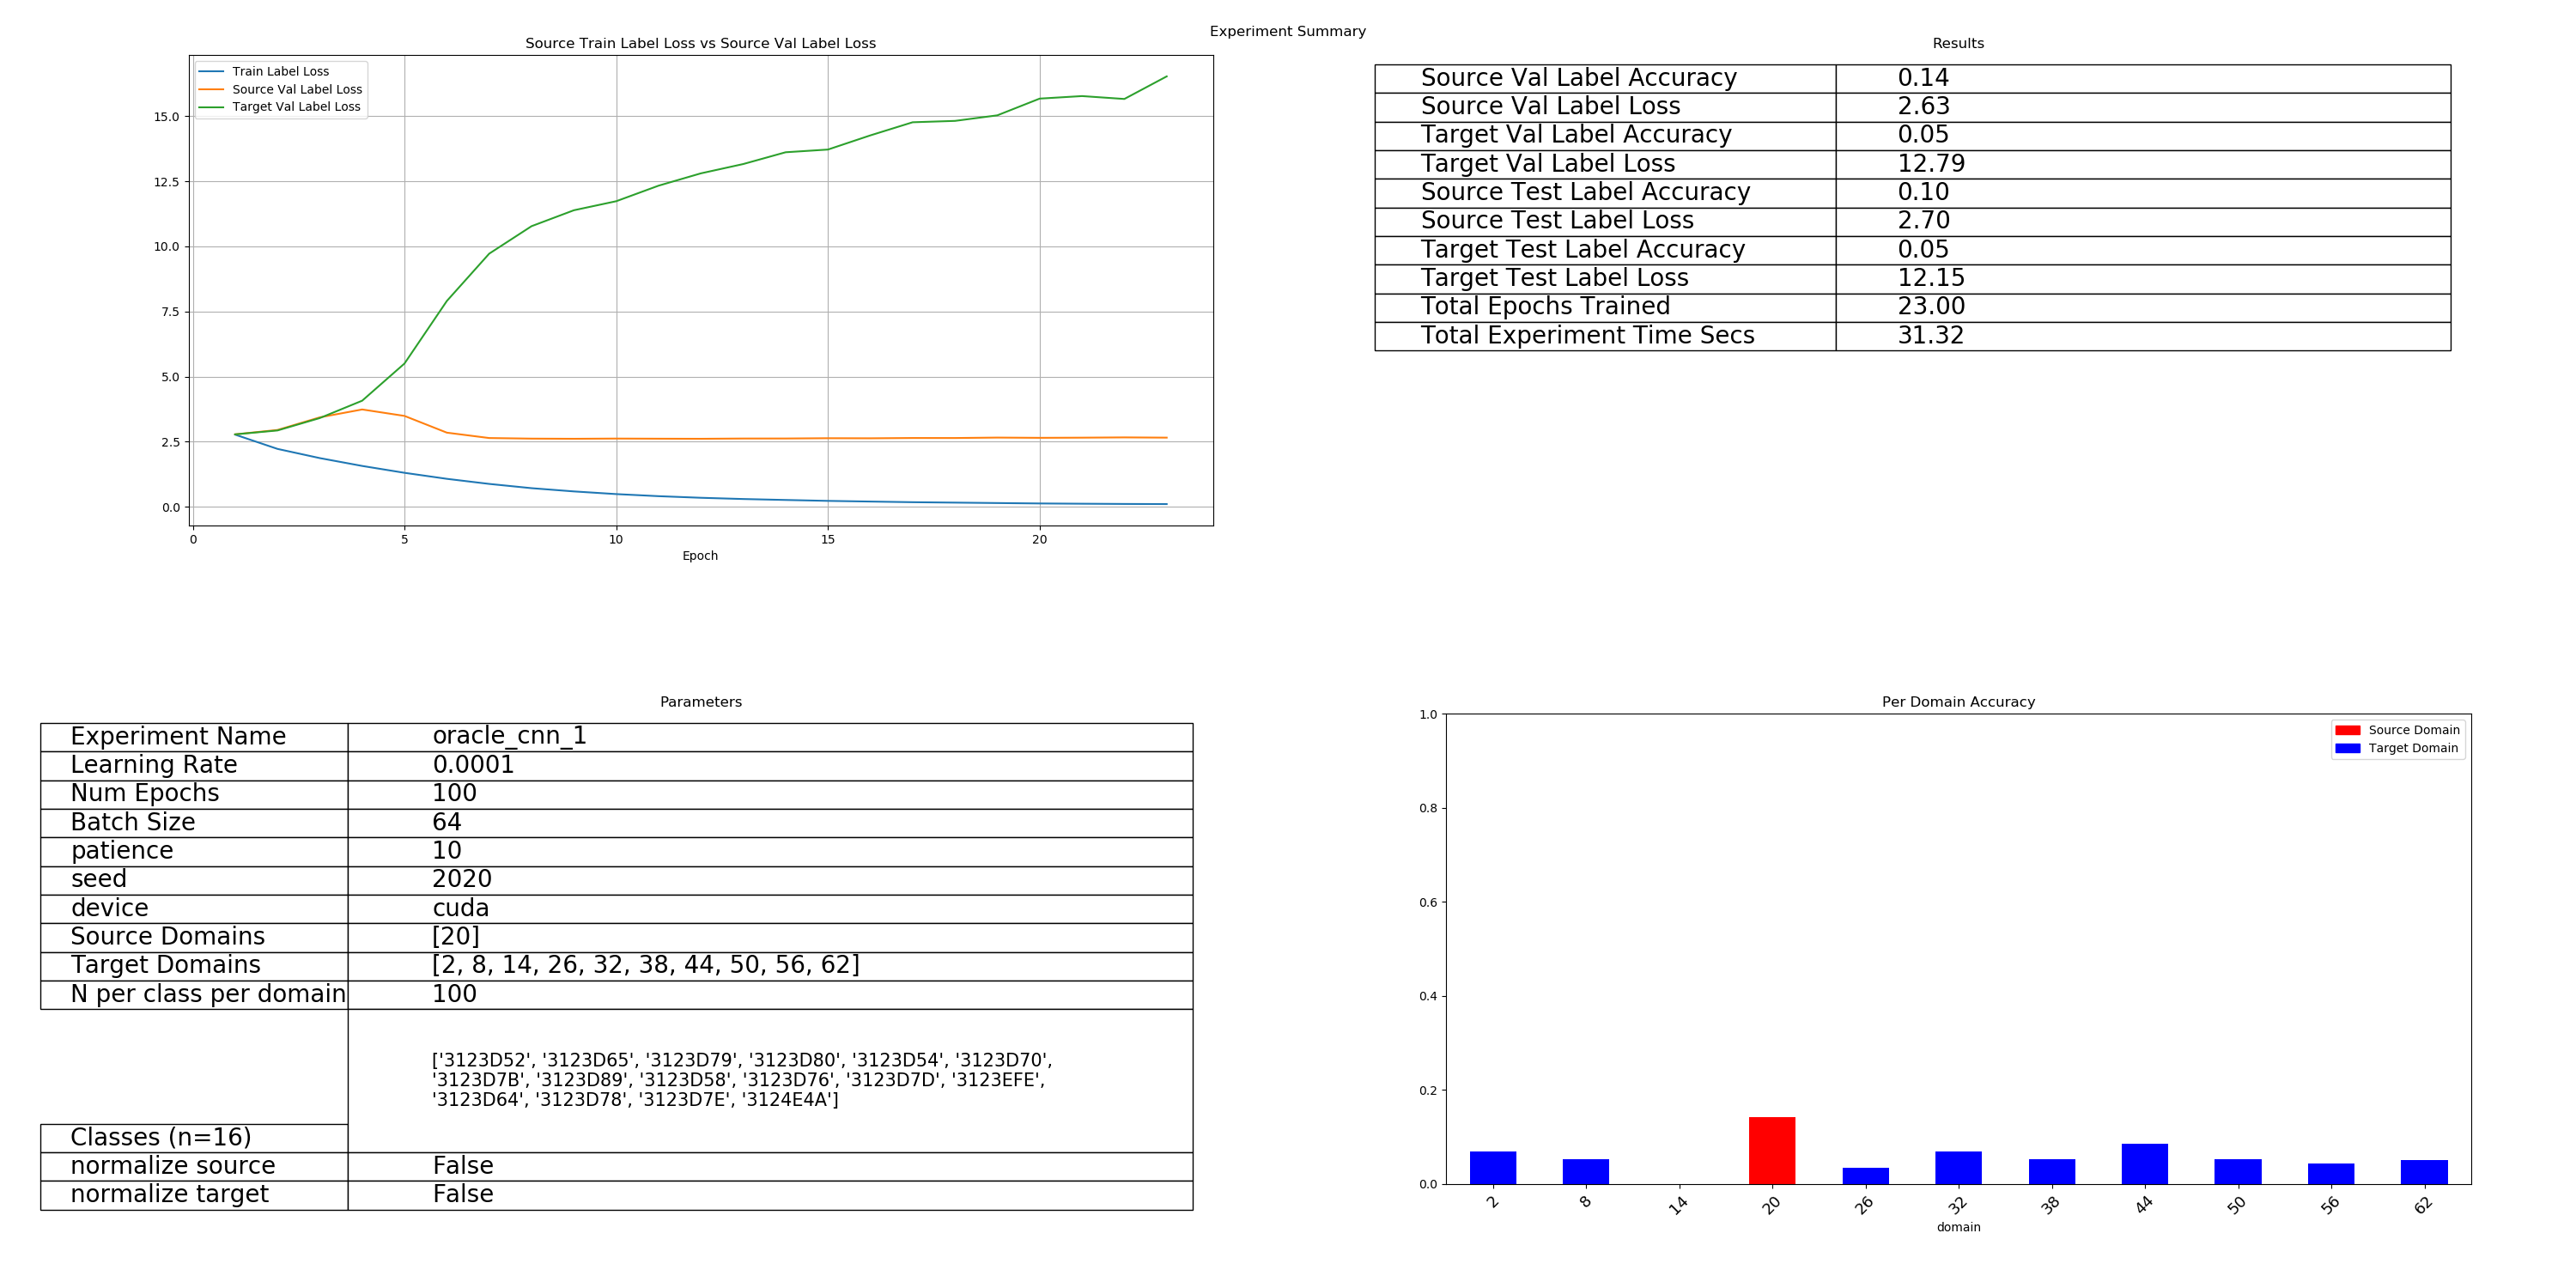 Experiment Summary
Source Train Label Loss vs Source Val Label Loss
Train Label Loss
Source Val Label Loss
Target Val Label Loss
15.0
12.5
10.0
7.5
5.0
2.5
0.0
0 5 10 15 20
Epoch
Results
Source Val Label Accuracy 0.14
Source Val Label Loss 2.63
Target Val Label Accuracy 0.05
Target Val Label Loss 12.79
Source Test Label Accuracy 0.10
Source Test Label Loss 2.70
Target Test Label Accuracy 0.05
Target Test Label Loss 12.15
Total Epochs Trained 23.00
Total Experiment Time Secs 31.32
Parameters
Experiment Name oracle_cnn_1
Learning Rate 0.0001
Num Epochs 100
Batch Size 64
patience 10
seed 2020
device cuda
Source Domains [20]
Target Domains [2, 8, 14, 26, 32, 38, 44, 50, 56, 62]
N per class per domain 100
['3123D52', '3123D65', '3123D79', '3123D80', '3123D54', '3123D70',
'3123D7B', '3123D89', '3123D58', '3123D76', '3123D7D', '3123EFE',
'3123D64', '3123D78', '3123D7E', '3124E4A']
Classes (n=16)
normalize source False
normalize target False
Per Domain Accuracy
Source Domain
Target Domain
1.0
0.8
0.6
0.4
0.2
0.0
2 8 14 20 26 32 38 44 50 56 62
domain